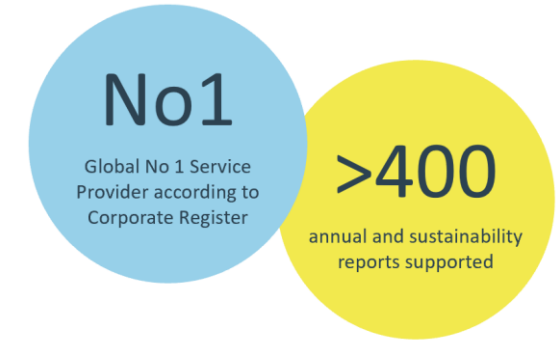 No1
Global No 1 Service
Provider according to
Corporate Register
>400
annual and sustainability
reports supported